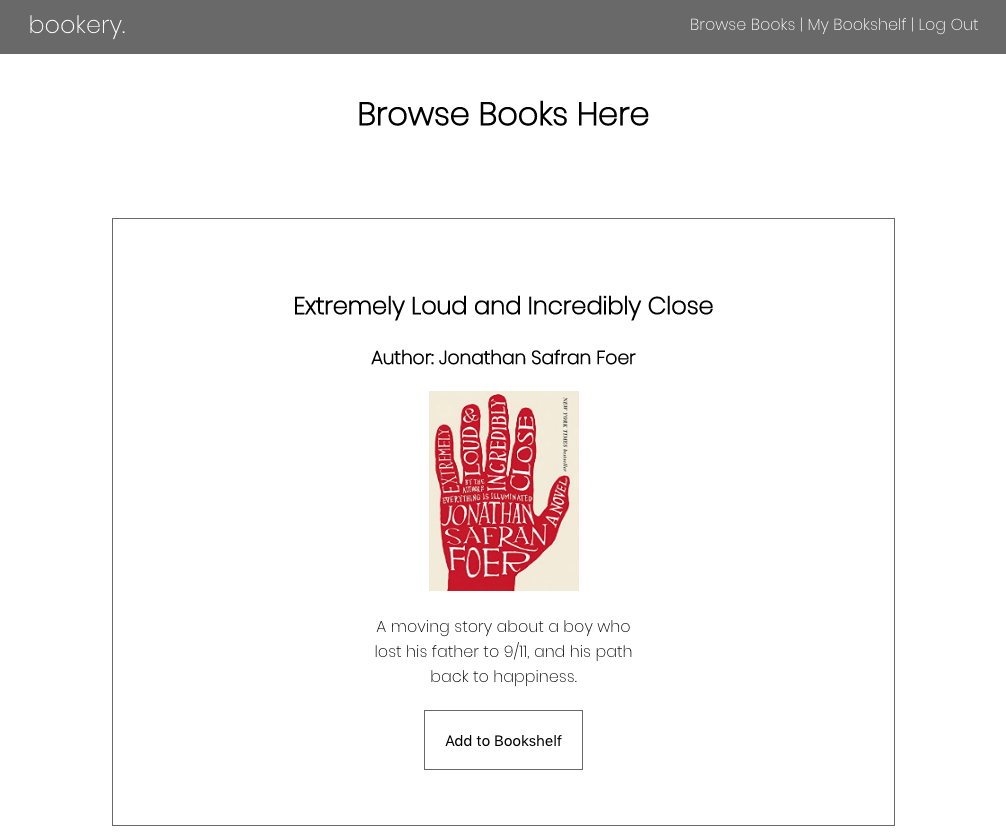 bookery.
Browse Books | My Bookshelf | Log Out
Browse Books Here
Extremely Loud and Incredibly Close
Author: Jonathan Safran Foer
EXTREMELY
LOUD &
INCREDIBLY
CLOSE
NEW YORK TIMES bestseller
BY THE
AUTHOR OF
EVERYTHING IS ILLUMINATED
JONATHAN
SAFRAN
FOER
A NOVEL
A moving story about a boy who
lost his father to 9/11, and his path
back to happiness.
Add to Bookshelf